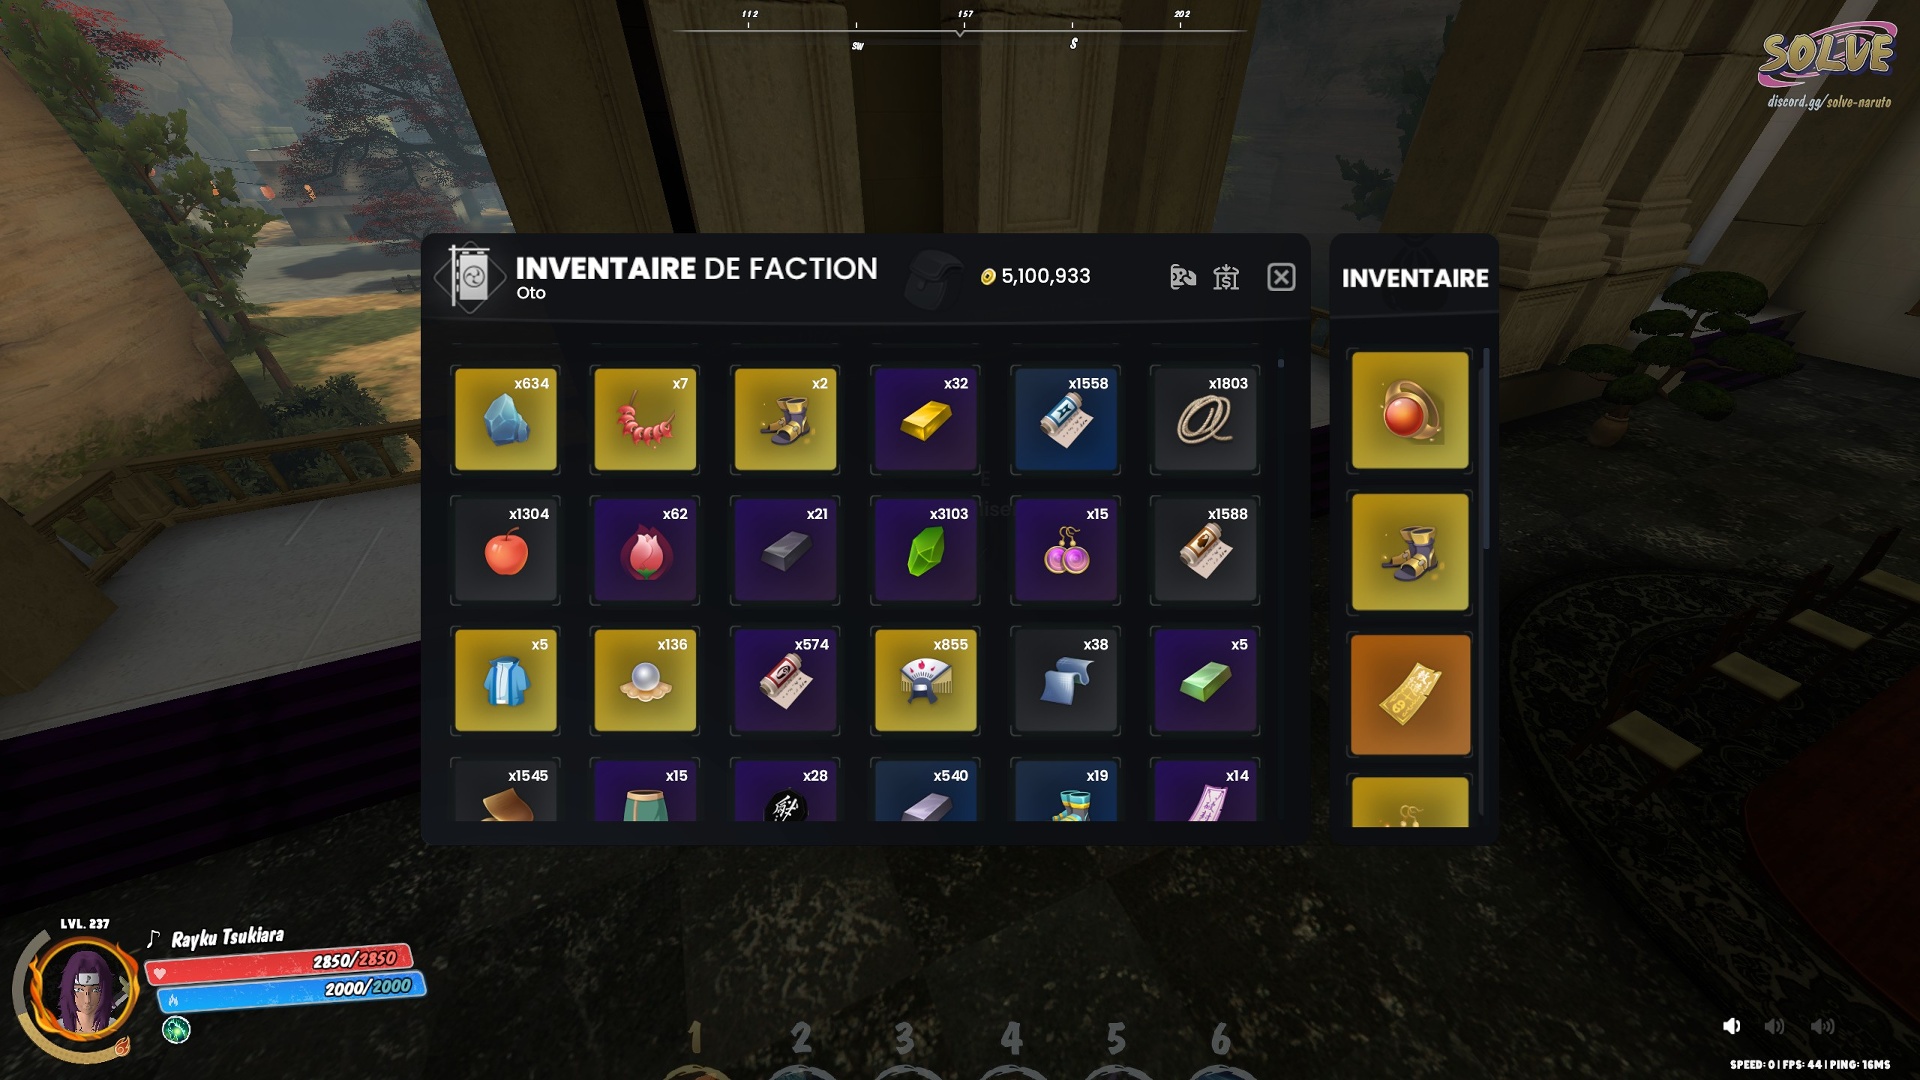 112 157 202
SW S
SOLVE
discord.gg/solve-naruto
INVENTAIRE DE FACTION
Oto
5,100,933
INVENTAIRE
x634 x7 x2 x32 x1558 x1803
x1304 x62 x21 x3103 x15 x1588
x5 x136 x574 x855 x38 x5
x1545 x15 x28 x540 x19 x14
LVL. 237
Rayku Tsukiara
2850/2850
2000/2000
1 2 3 4 5 6
SPEED: 0 | FPS: 44 | PING: 16MS